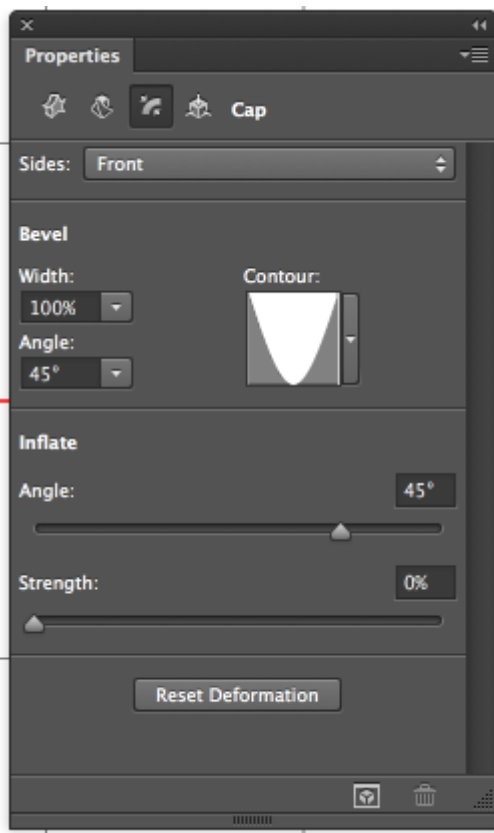 Properties
Cap
Sides: Front
Bevel
Width: Contour:
100%
Angle:
45°
Inflate
Angle: 45°
Strength: 0%
Reset Deformation